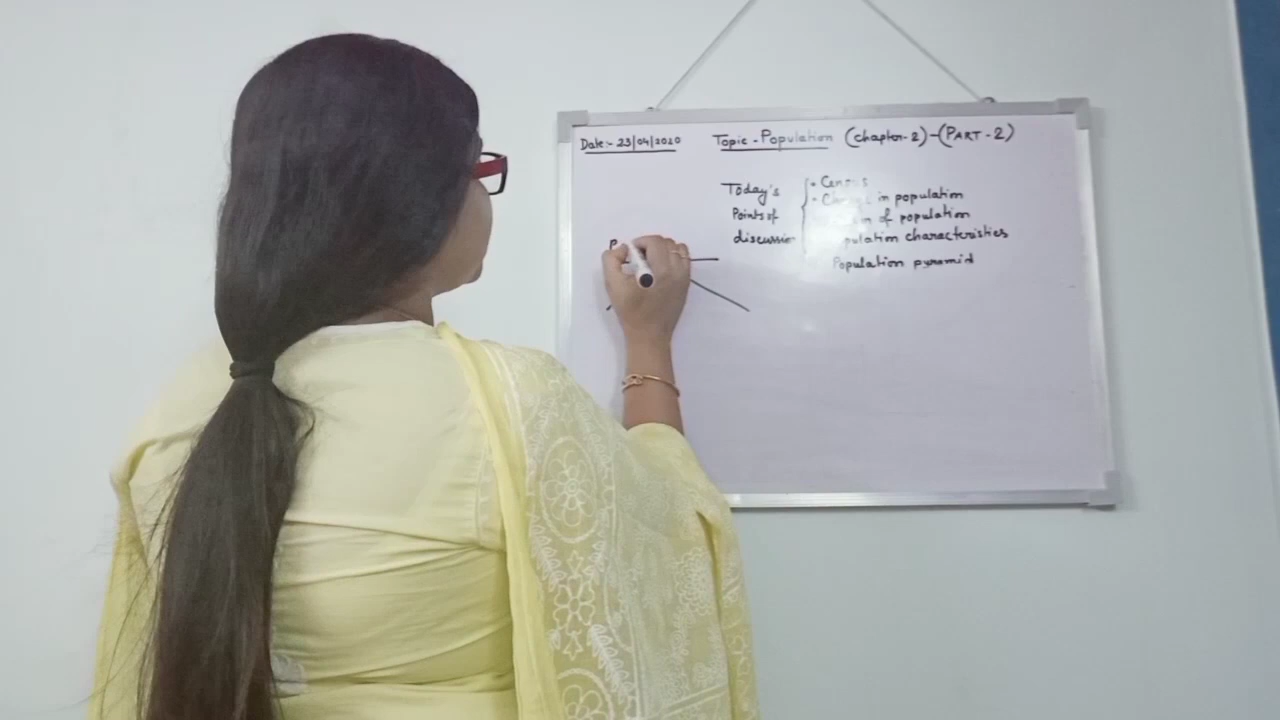 Date:- 23/04/2020 Topic - Population (Chapter-2)-(PART-2)
Today's
Points of
discussion
• Census
• in population
of population
characteristics
Population pyramid